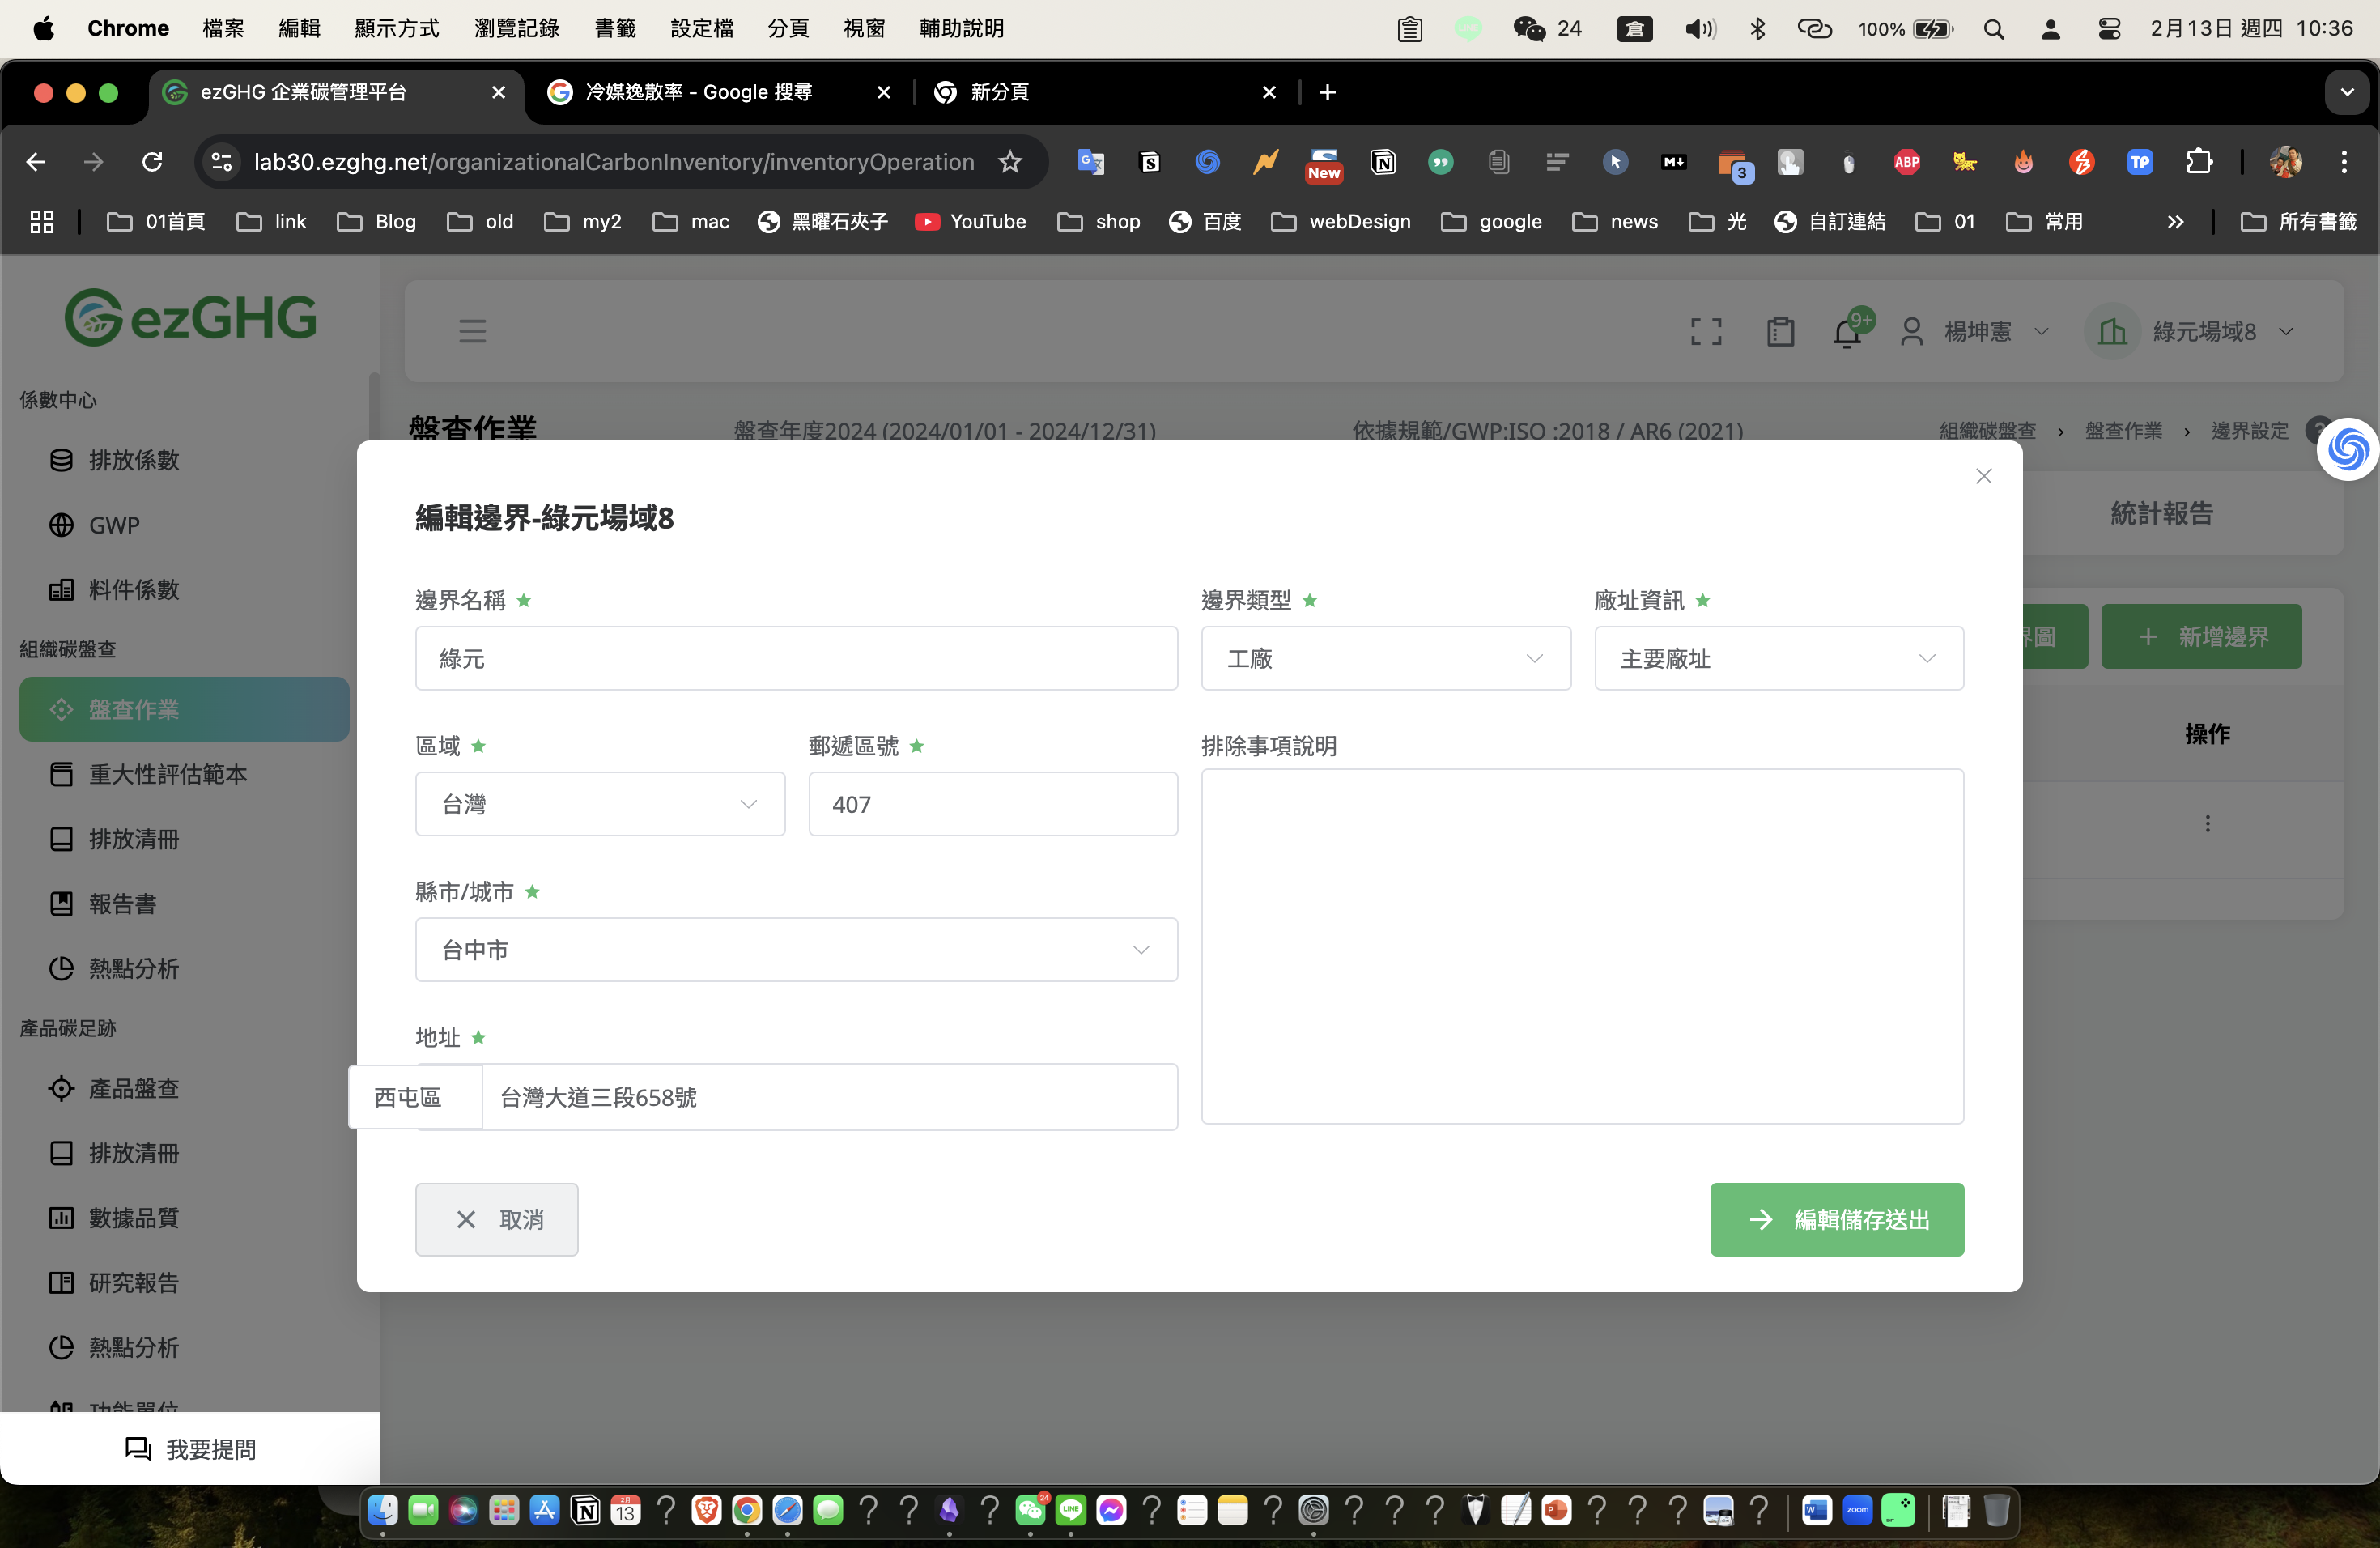 Chrome 檔案 編輯 顯示方式 瀏覽記錄 書籤 設定檔 分頁 視窗 輔助說明 24 倉 100% 2月13日 週四 10:36
ezGHG 企業碳管理平台 冷媒逸散率 - Google 搜尋 新分頁
lab30.ezghg.net/organizationalCarbonInventory/inventoryOperation New 3 ABP TP
01首頁 link Blog old my2 mac 黑曜石夾子 YouTube shop 百度 webDesign google news 光 自訂連結 01 常用 所有書籤
ezGHG
9+ 楊坤憲 綠元場域8
係數中心
排放係數
GWP
料件係數
組織碳盤查
盤查作業
重大性評估範本
排放清冊
報告書
熱點分析
產品碳足跡
產品盤查
排放清冊
數據品質
研究報告
熱點分析
功能單位
我要提問
盤查作業 盤查年度2024 (2024/01/01 - 2024/12/31) 依據規範/GWP:ISO :2018 / AR6 (2021) 組織碳盤查 › 盤查作業 › 邊界設定
統計報告
界圖 + 新增邊界
操作
編輯邊界-綠元場域8
邊界名稱 ★ 邊界類型 ★ 廠址資訊 ★
綠元 工廠 主要廠址
區域 ★ 郵遞區號 ★ 排除事項說明
台灣 407
縣市/城市 ★
台中市
地址 ★
西屯區 台灣大道三段658號
取消 編輯儲存送出
2月 13 24 LINE zoom